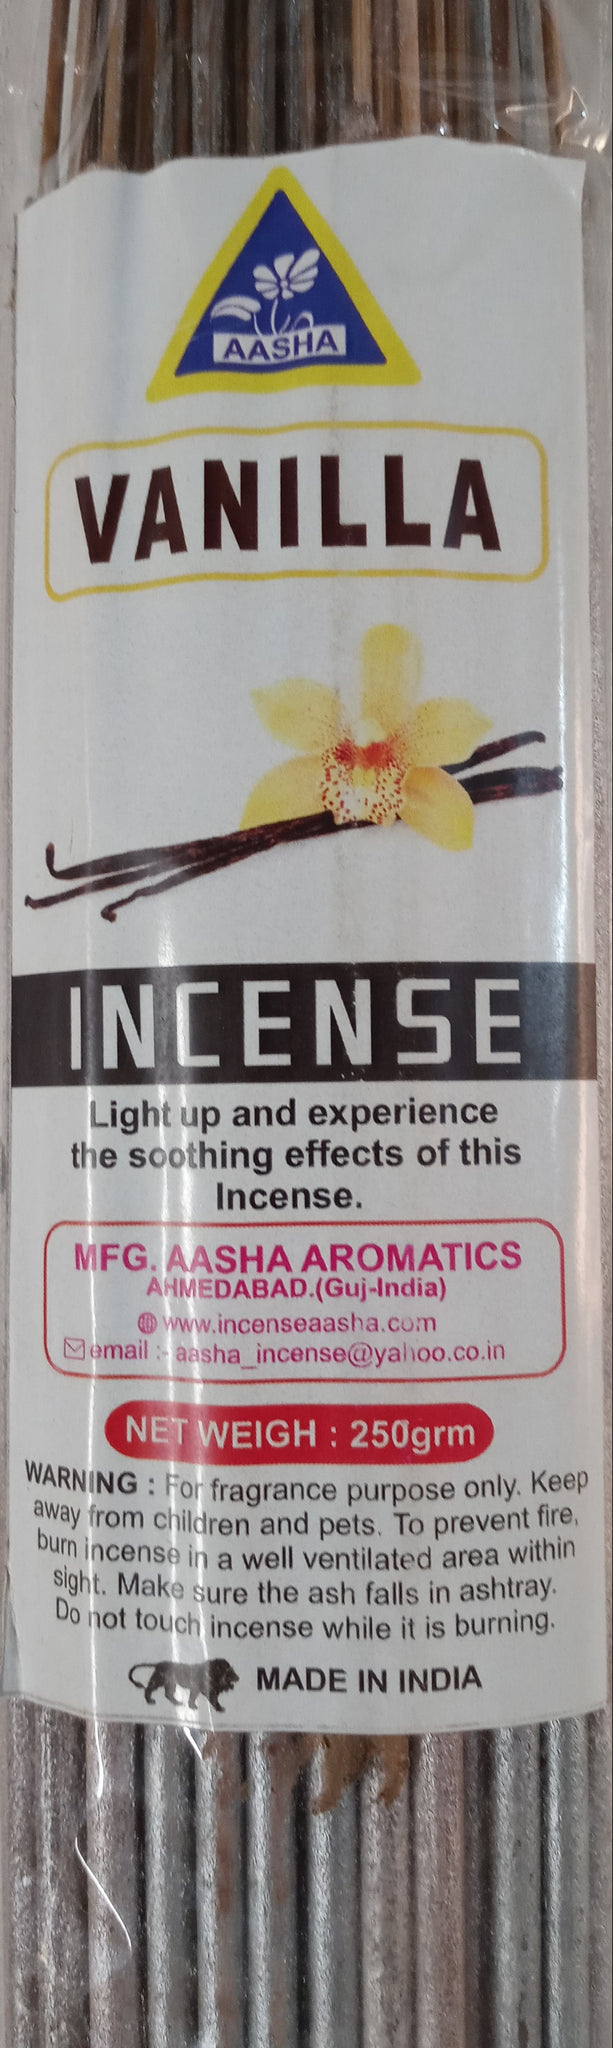 AASHA
VANILLA
INCENSE
Light up and experience
the soothing effects of this
Incense.
MFG. AASHA AROMATICS
AHMEDABAD.(Guj-India)
www.incenseaasha.com
email :- aasha_incense@yahoo.co.in
NET WEIGH : 250grm
WARNING : For fragrance purpose only. Keep
away from children and pets. To prevent fire,
burn incense in a well ventilated area within
sight. Make sure the ash falls in ashtray.
Do not touch incense while it is burning.
MADE IN INDIA